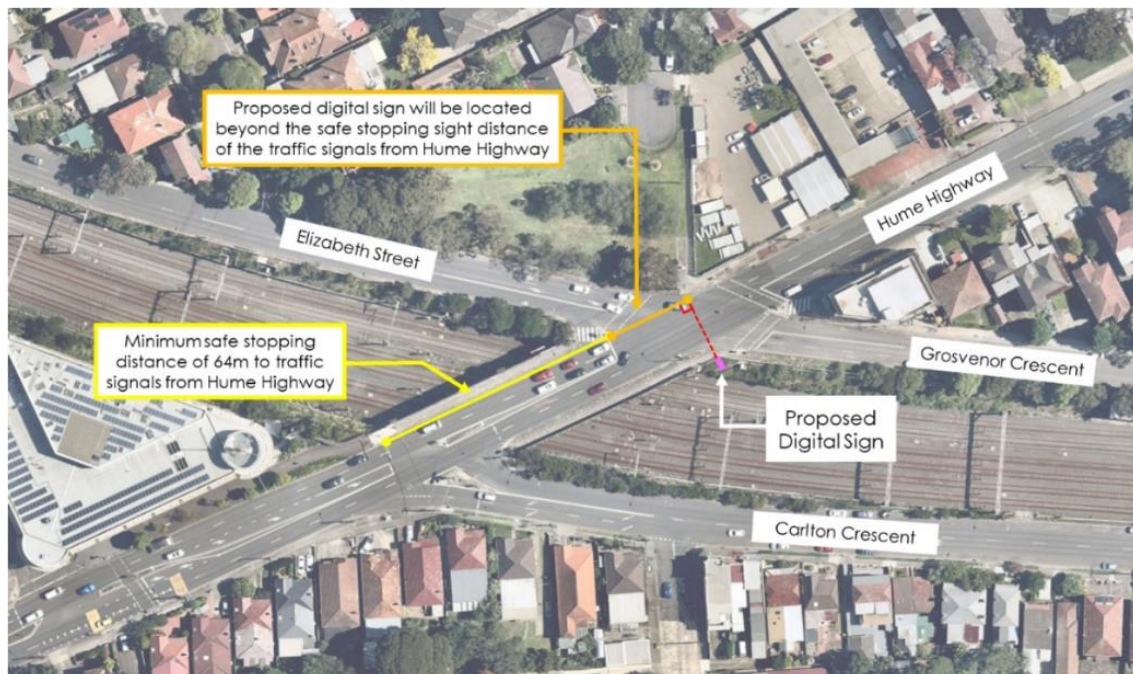 Proposed digital sign will be located
beyond the safe stopping sight distance
of the traffic signals from Hume Highway
Hume Highway
Elizabeth Street
Minimum safe stopping
distance of 64m to traffic
signals from Hume Highway
Grosvenor Crescent
Proposed
Digital Sign
Carlton Crescent